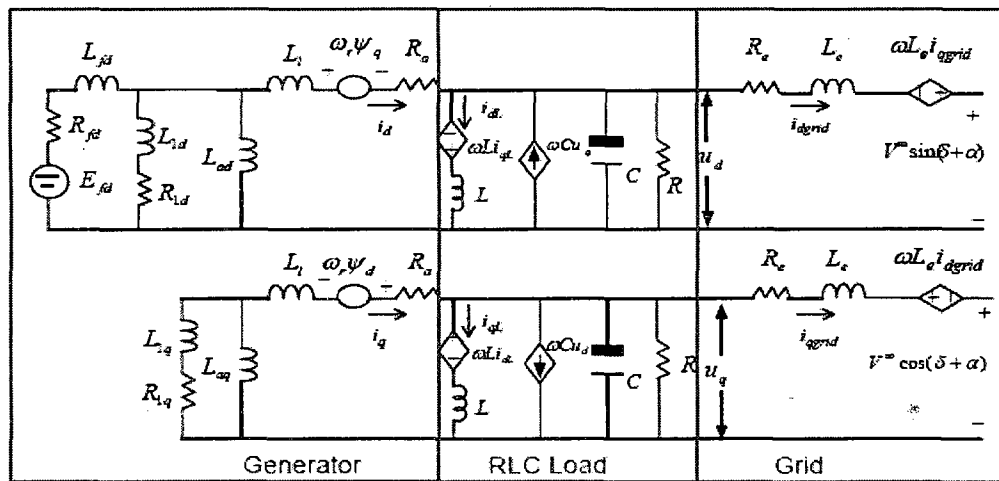 L_fd L_l + ω_r ψ_q − R_a R_e L_e ωL_e i_qgrid
R_fd L_1d i_d i_dL i_dgrid +
E_fd R_1d L_ad ωLi_qL ωCu_q C R u_d V^∞ sin(δ+α)
L −
L_l − ω_r ψ_d + R_a R_e L_e ωL_e i_dgrid
L_1q i_q i_qL i_qgrid +
R_1q L_aq ωLi_dL ωCu_d C R u_q V^∞ cos(δ+α)
L −
Generator RLC Load Grid